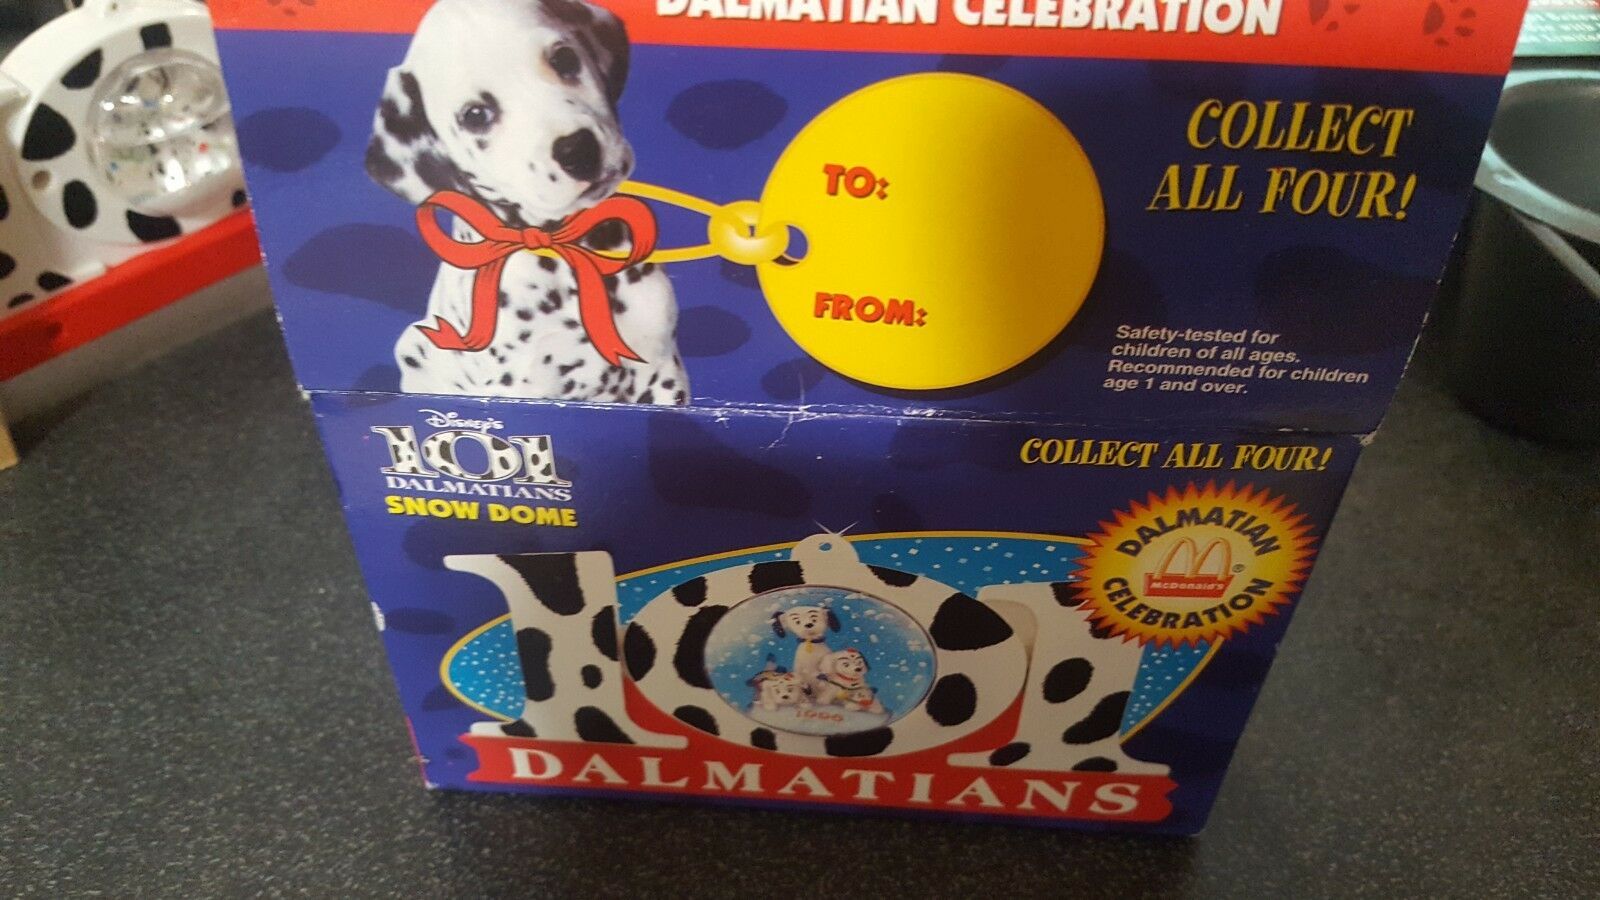 DALMATIAN CELEBRATION
COLLECT
ALL FOUR!
TO:
FROM:
Safety-tested for
children of all ages.
Recommended for children
age 1 and over.
DISNEY'S
101
DALMATIANS
SNOW DOME
COLLECT ALL FOUR!
DALMATIAN
McDonald's ®
CELEBRATION
101
1996
DALMATIANS